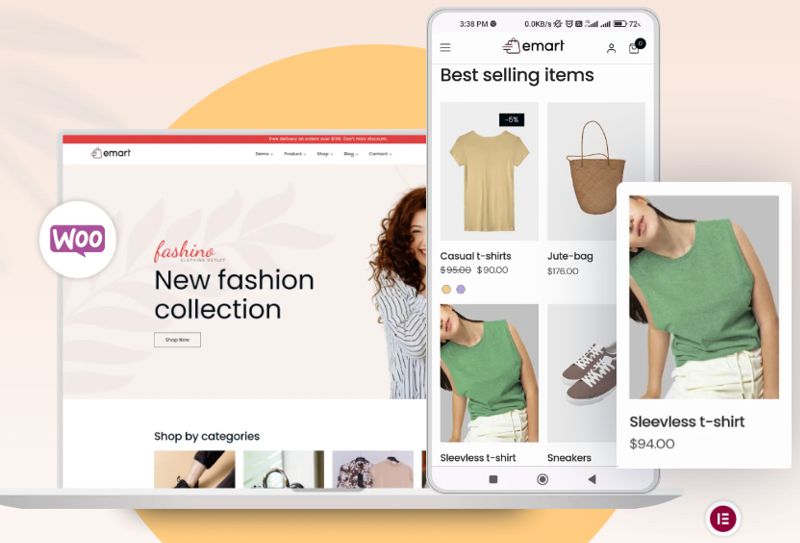 3:38 PM
0.0KB/s
72
emart
0
Best selling items
-5%
Casual t-shirts
$95.00 $90.00
Jute-bag
$176.00
Sleevless t-shirt
Sneakers
Free delivery on orders over
Don't miss discount.
emart
Demo
Product
Shop
Blog
Contact
WOO
fashino
CLOTHING OUTLET
New fashion
collection
Shop Now
Shop by categories
Sleevless t-shirt
$94.00